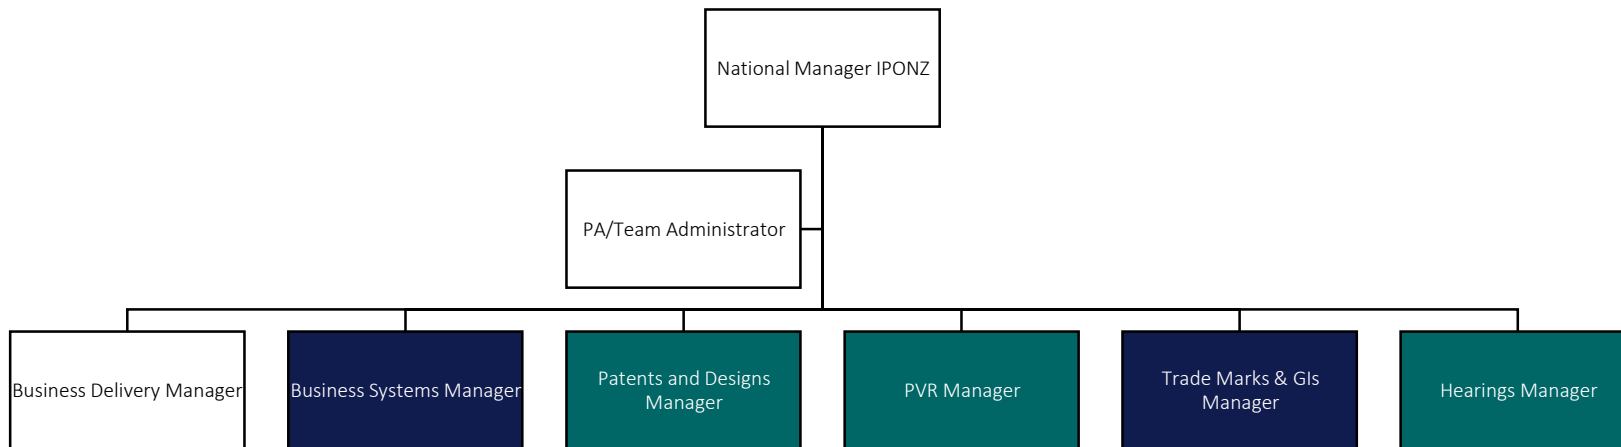 National Manager IPONZ
PA/Team Administrator
Business Delivery Manager
Business Systems Manager
Patents and Designs
Manager
PVR Manager
Trade Marks & GIs
Manager
Hearings Manager